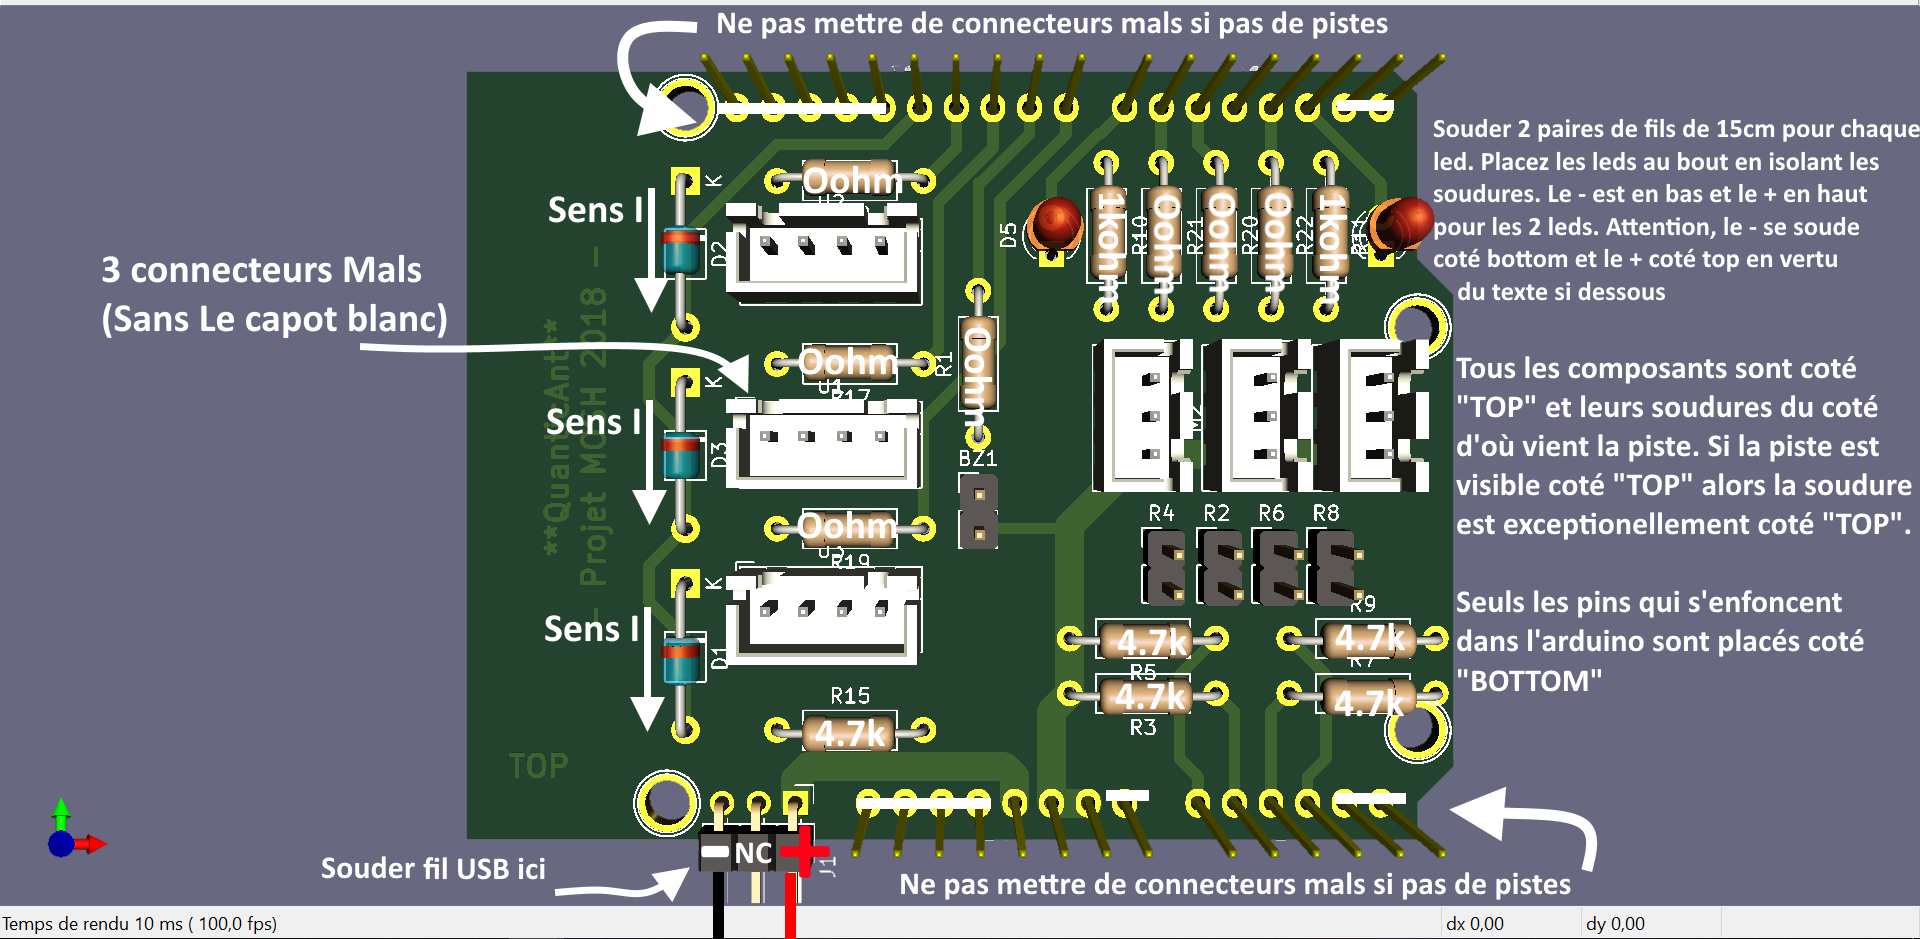 Ne pas mettre de connecteurs mals si pas de pistes
Souder 2 paires de fils de 15cm pour chaque
led. Placez les leds au bout en isolant les
soudures. Le - est en bas et le + en haut
pour les 2 leds. Attention, le - se soude
coté bottom et le + coté top en vertu
du texte si dessous
K
Oohm
Sens I
D2
D5
1kohm
R10
Oohm
R21
Oohm
R20
Oohm
R22
1kohm
3 connecteurs Mals
(Sans Le capot blanc)
**QuanticAnt**
— Projet MOSH 2018 —
K
Oohm
U1
R17
R1
Oohm
Sens I
D3
BZ1
Tous les composants sont coté
"TOP" et leurs soudures du coté
d'où vient la piste. Si la piste est
visible coté "TOP" alors la soudure
est exceptionellement coté "TOP".
Oohm
R19
R4 R2 R6 R8
K
Sens I
D1
R9
4.7k
4.7k
R5
R7
4.7k
4.7k
R3
Seuls les pins qui s'enfoncent
dans l'arduino sont placés coté
"BOTTOM"
R15
4.7k
TOP
NC
J1
Souder fil USB ici
Ne pas mettre de connecteurs mals si pas de pistes
Temps de rendu 10 ms ( 100,0 fps)
dx 0,00
dy 0,00